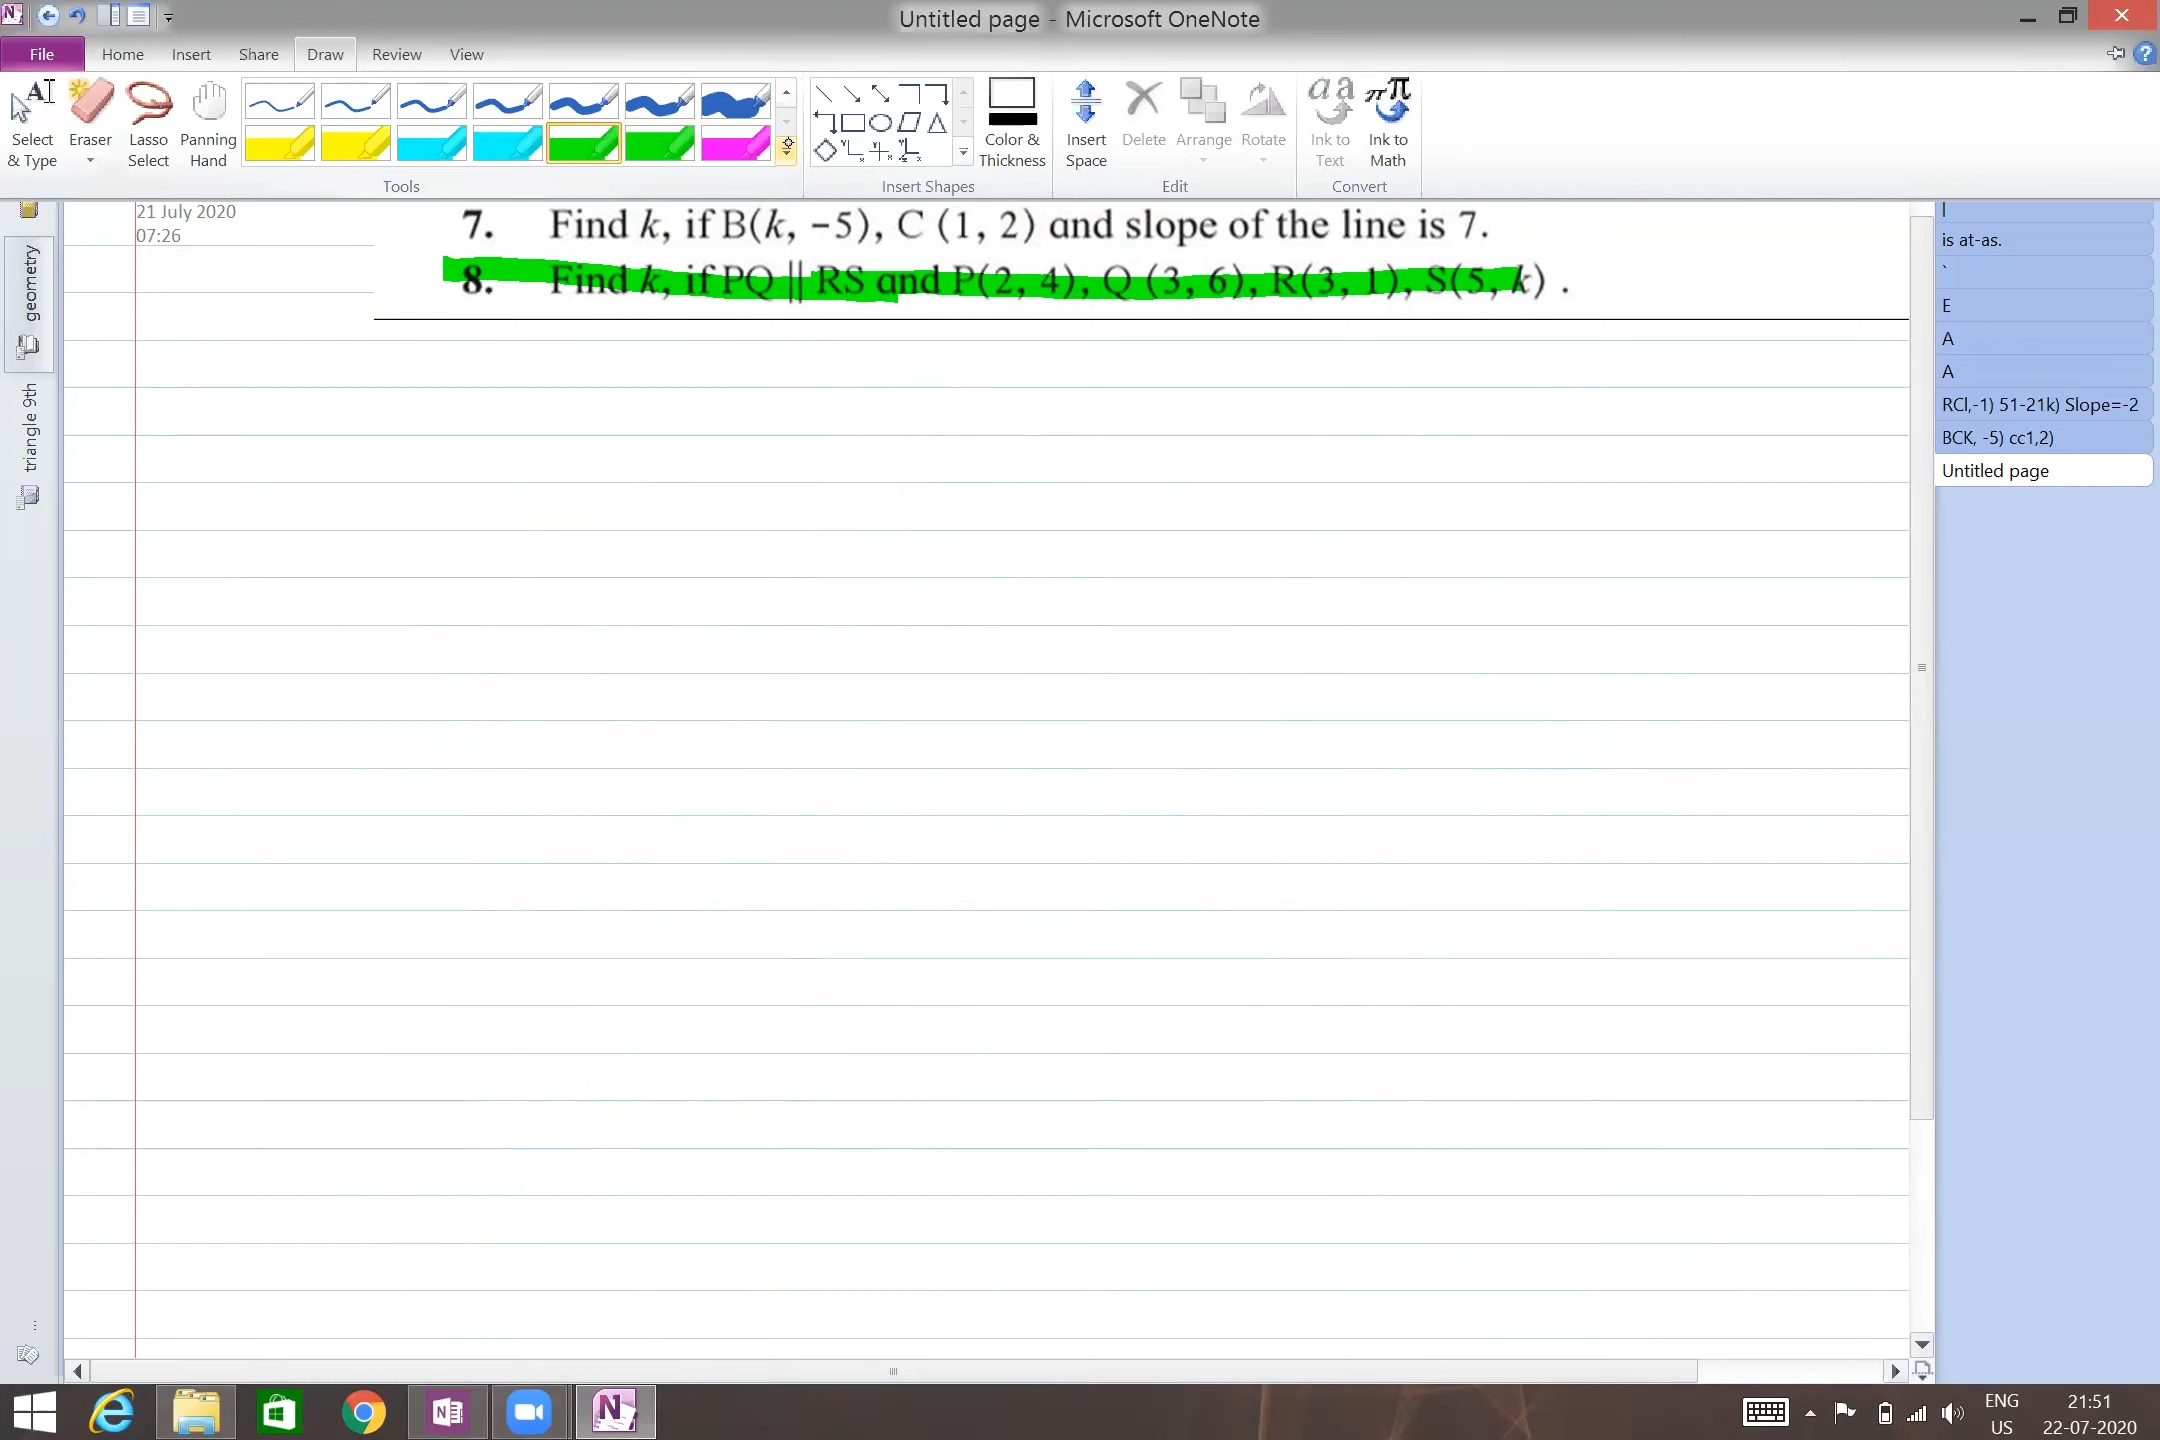 Untitled page - Microsoft OneNote
File Home Insert Share Draw Review View
Select & Type
Eraser
Lasso Select
Panning Hand
Color & Thickness
Insert Space
Delete
Arrange
Rotate
Ink to Text
Ink to Math
Tools
Insert Shapes
Edit
Convert
21 July 2020
07:26
geometry
triangle 9th
7. Find k, if B(k, −5), C (1, 2) and slope of the line is 7.
8. Find k, if PQ || RS and P(2, 4), Q (3, 6), R(3, 1), S(5, k) .
|
is at-as.
`
E
A
A
RCl,-1) 51-21k) Slope=-2
BCK, -5) cc1,2)
Untitled page
ENG
US
21:51
22-07-2020